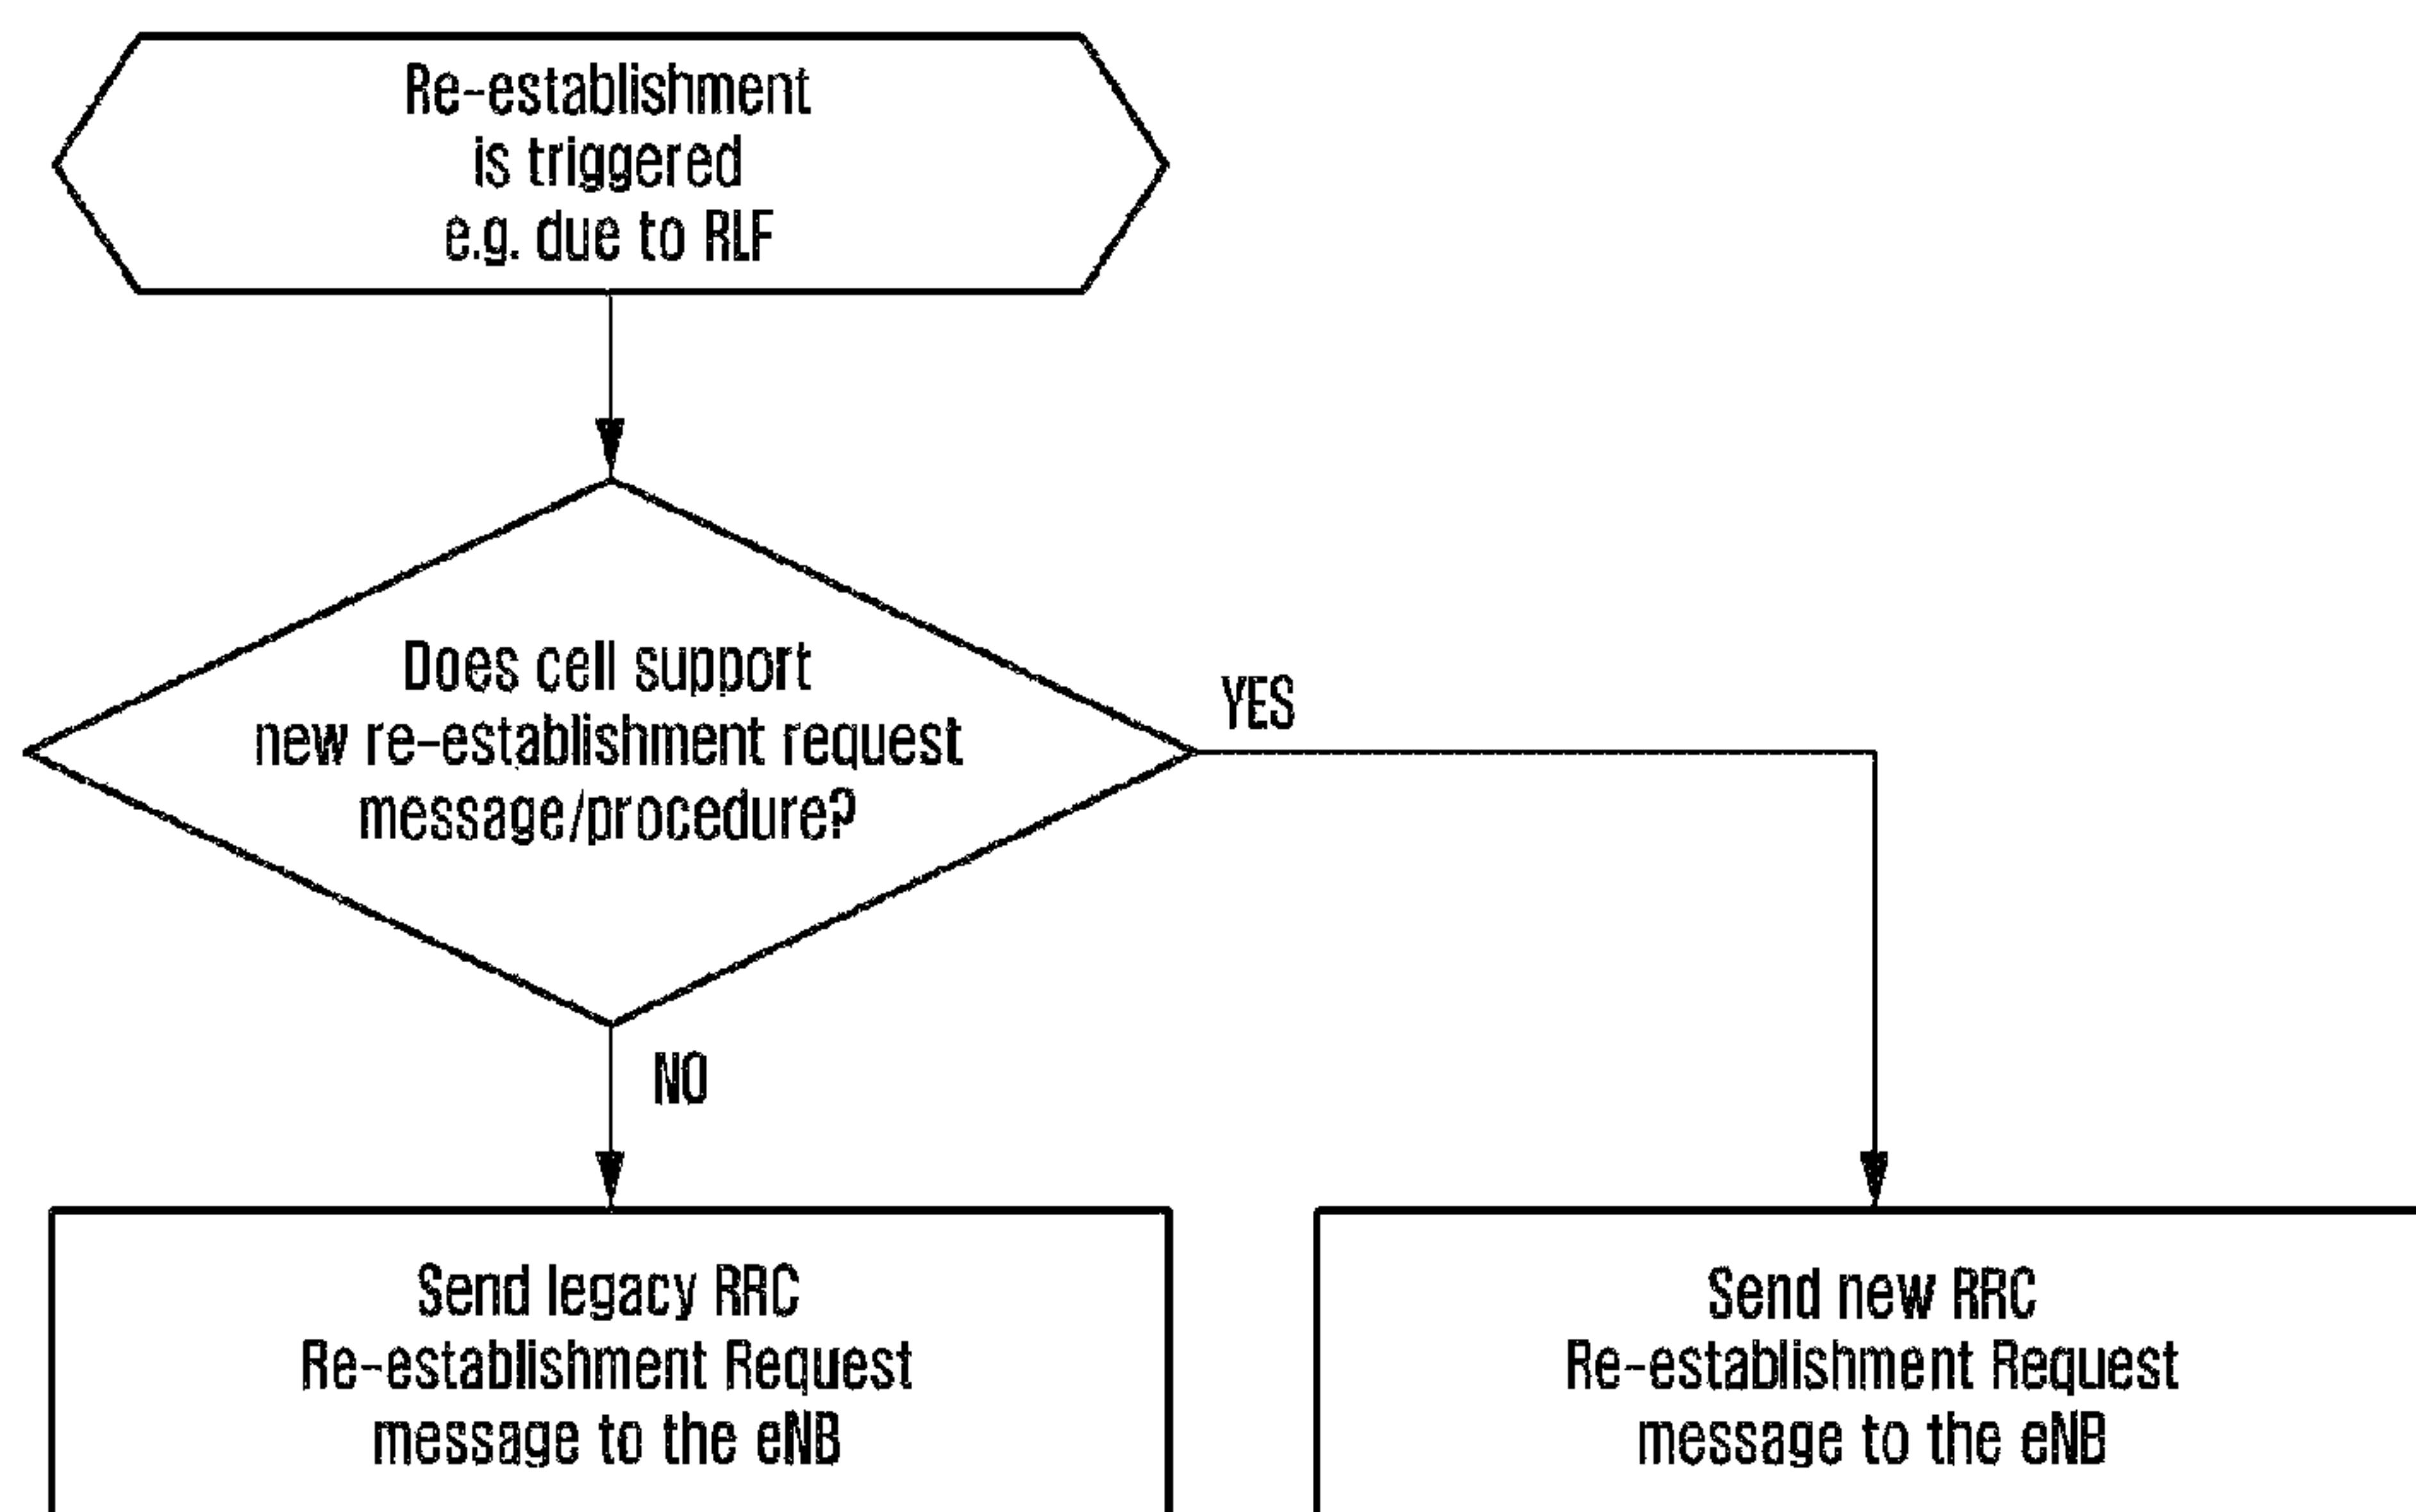 Re-establishment
is triggered
e.g. due to RLF
Does cell support
new re-establishment request
message/procedure?
YES
NO
Send legacy RRC
Re-establishment Request
message to the eNB
Send new RRC
Re-establishment Request
message to the eNB